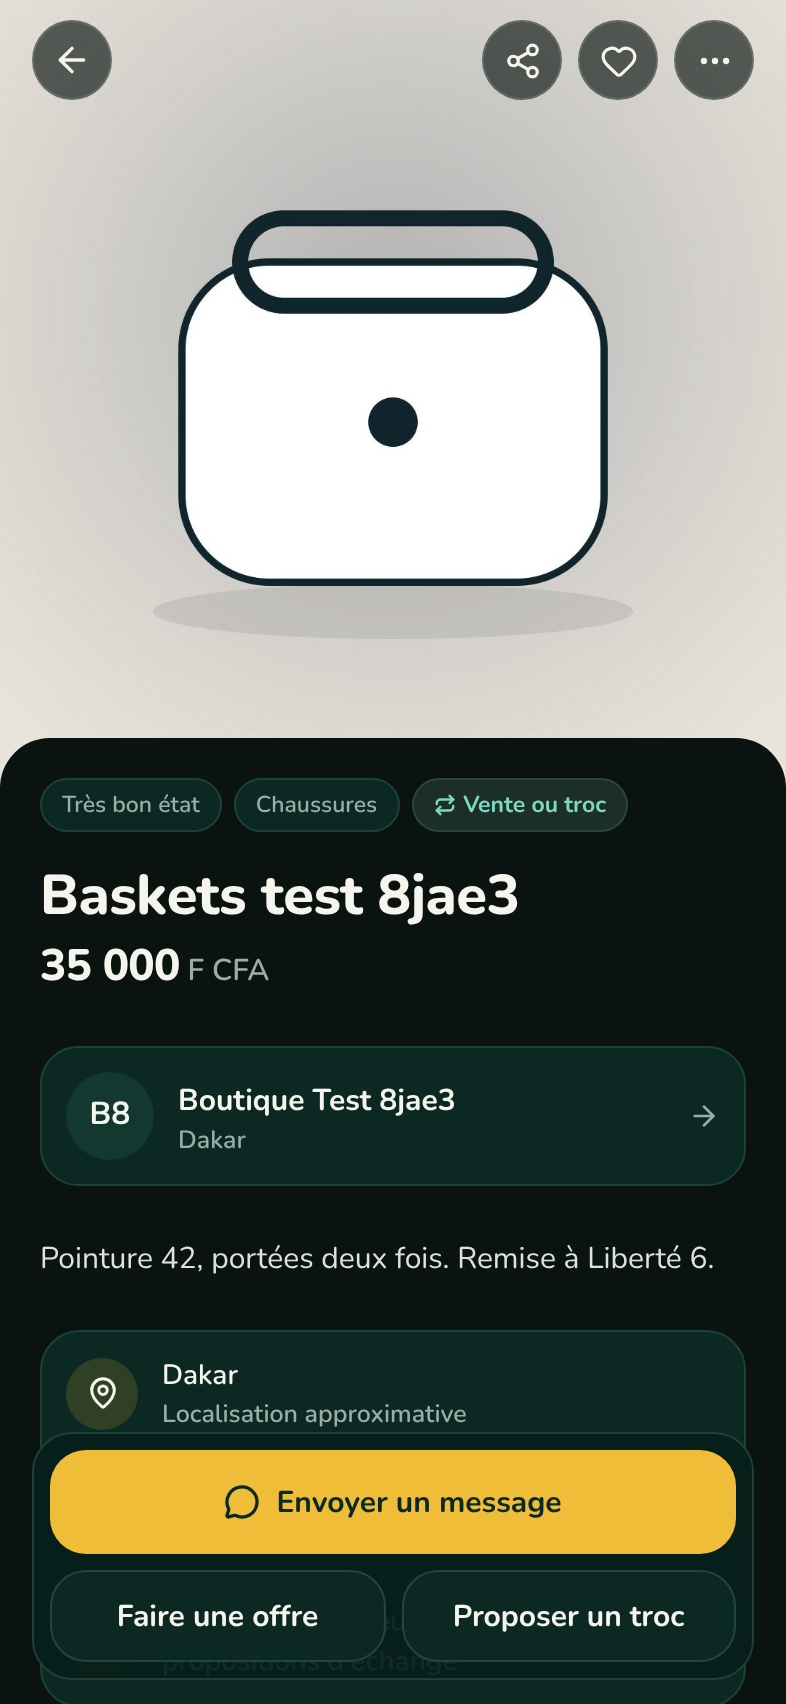 Très bon état
Chaussures
Vente ou troc
Baskets test 8jae3
35 000 F CFA
B8
Boutique Test 8jae3
Dakar
Pointure 42, portées deux fois. Remise à Liberté 6.
Dakar
Localisation approximative
Envoyer un message
Faire une offre
Proposer un troc
propositions d'échange